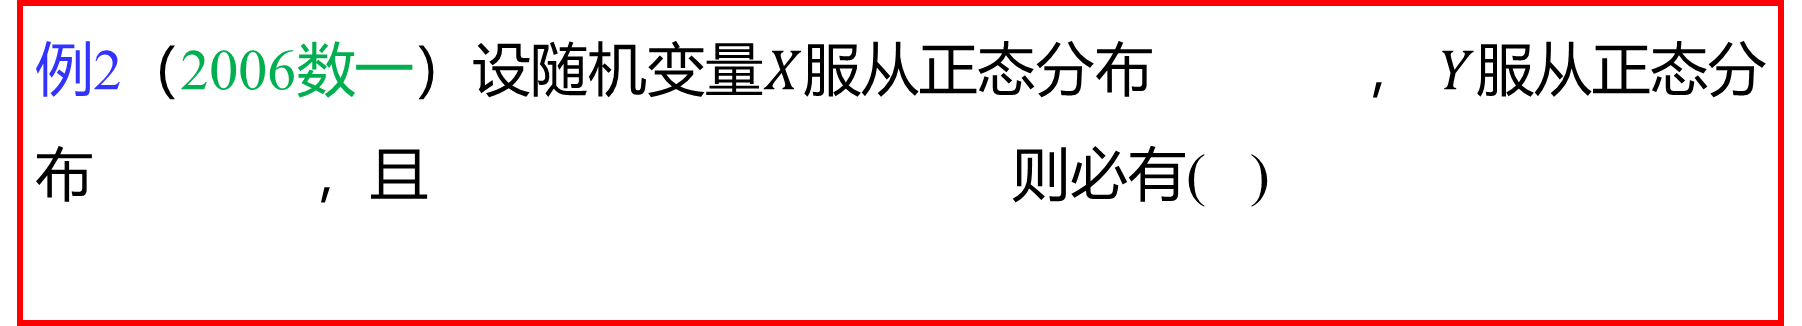 例2（2006数一）设随机变量X服从正态分布 ， Y服从正态分
布 ，且 则必有( )